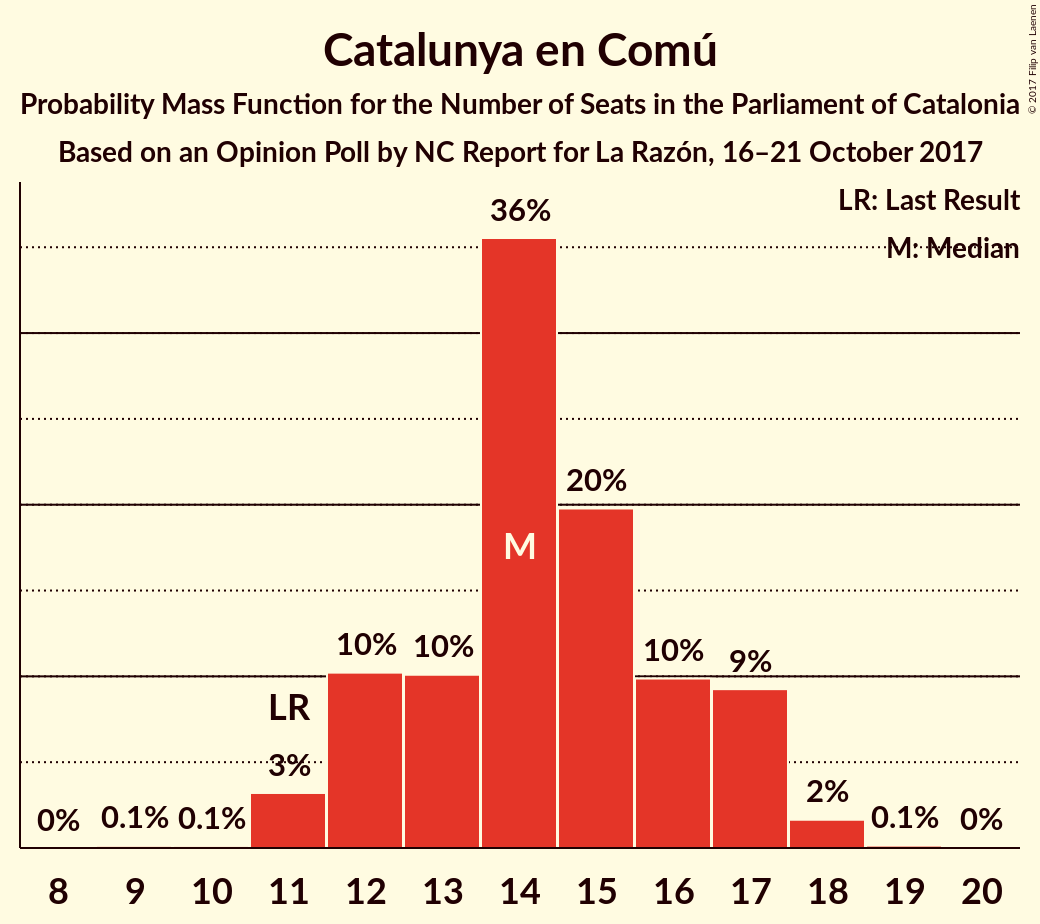 Catalunya en Comú
Probability Mass Function for the Number of Seats in the Parliament of Catalonia
Based on an Opinion Poll by NC Report for La Razón, 16–21 October 2017
© 2017 Filip van Laenen
LR: Last Result
M: Median
36%
20%
M
10%
10%
10%
9%
LR
3%
2%
0%
0.1%
0.1%
0.1%
0%
8 9 10 11 12 13 14 15 16 17 18 19 20